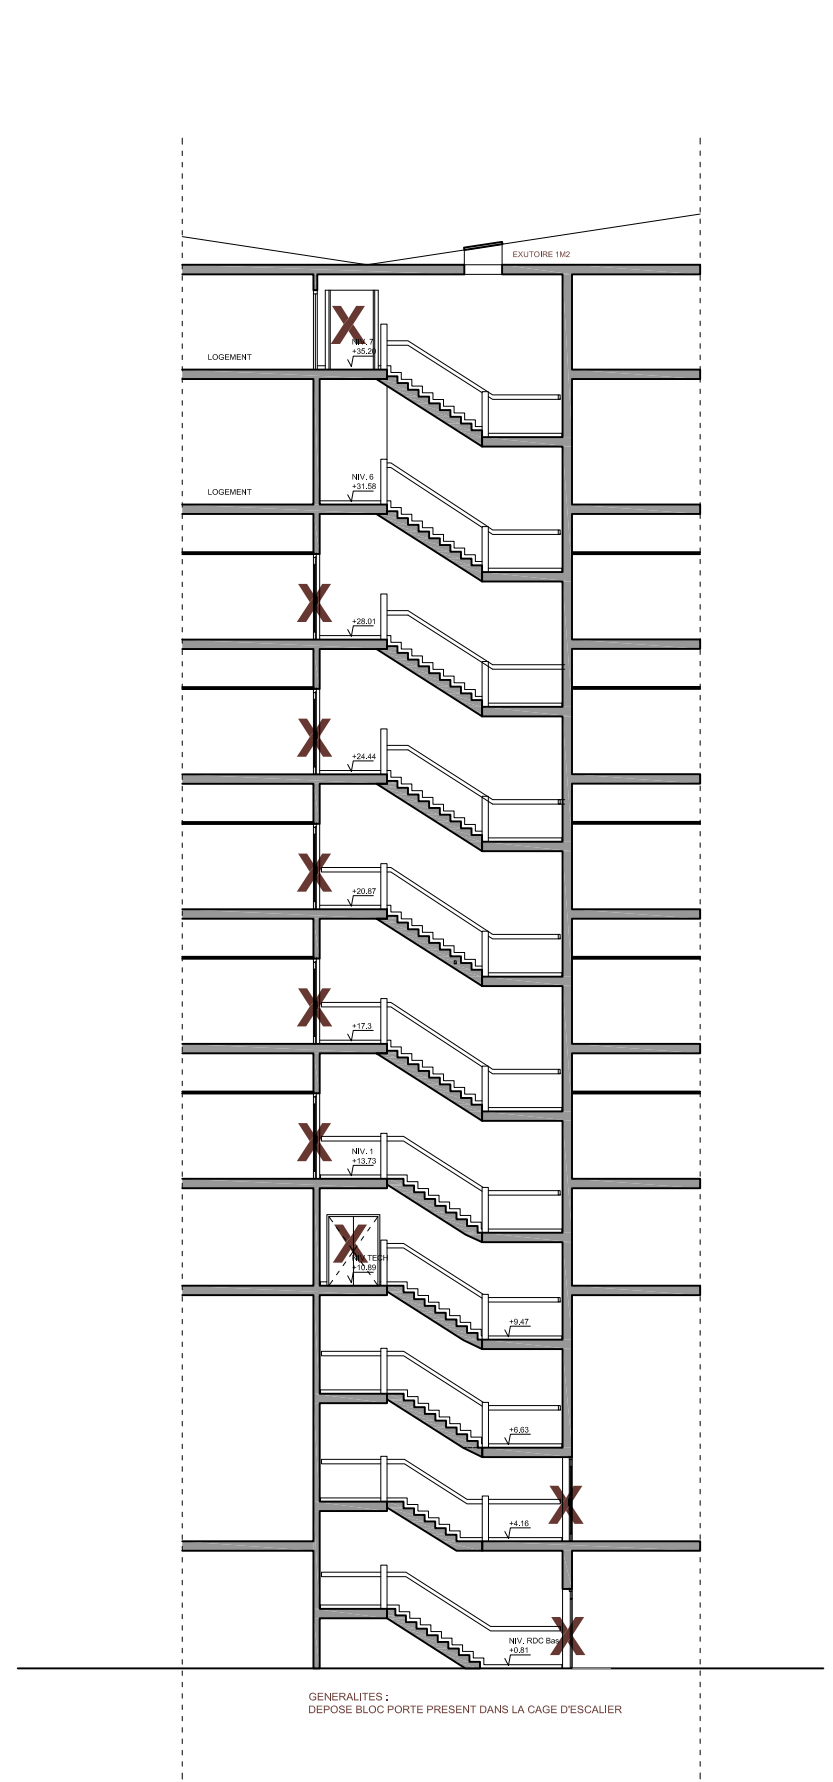 EXUTOIRE 1M2
NIV. 7
+35.20
LOGEMENT
NIV. 6
+31.58
LOGEMENT
+28.01
+24.44
+20.87
+17.3
NIV. 1
+13.73
NIV.TECH
+10.89
+9.47
+6.63
+4.16
NIV. RDC Bas
+0.81
GENERALITES :
DEPOSE BLOC PORTE PRESENT DANS LA CAGE D'ESCALIER